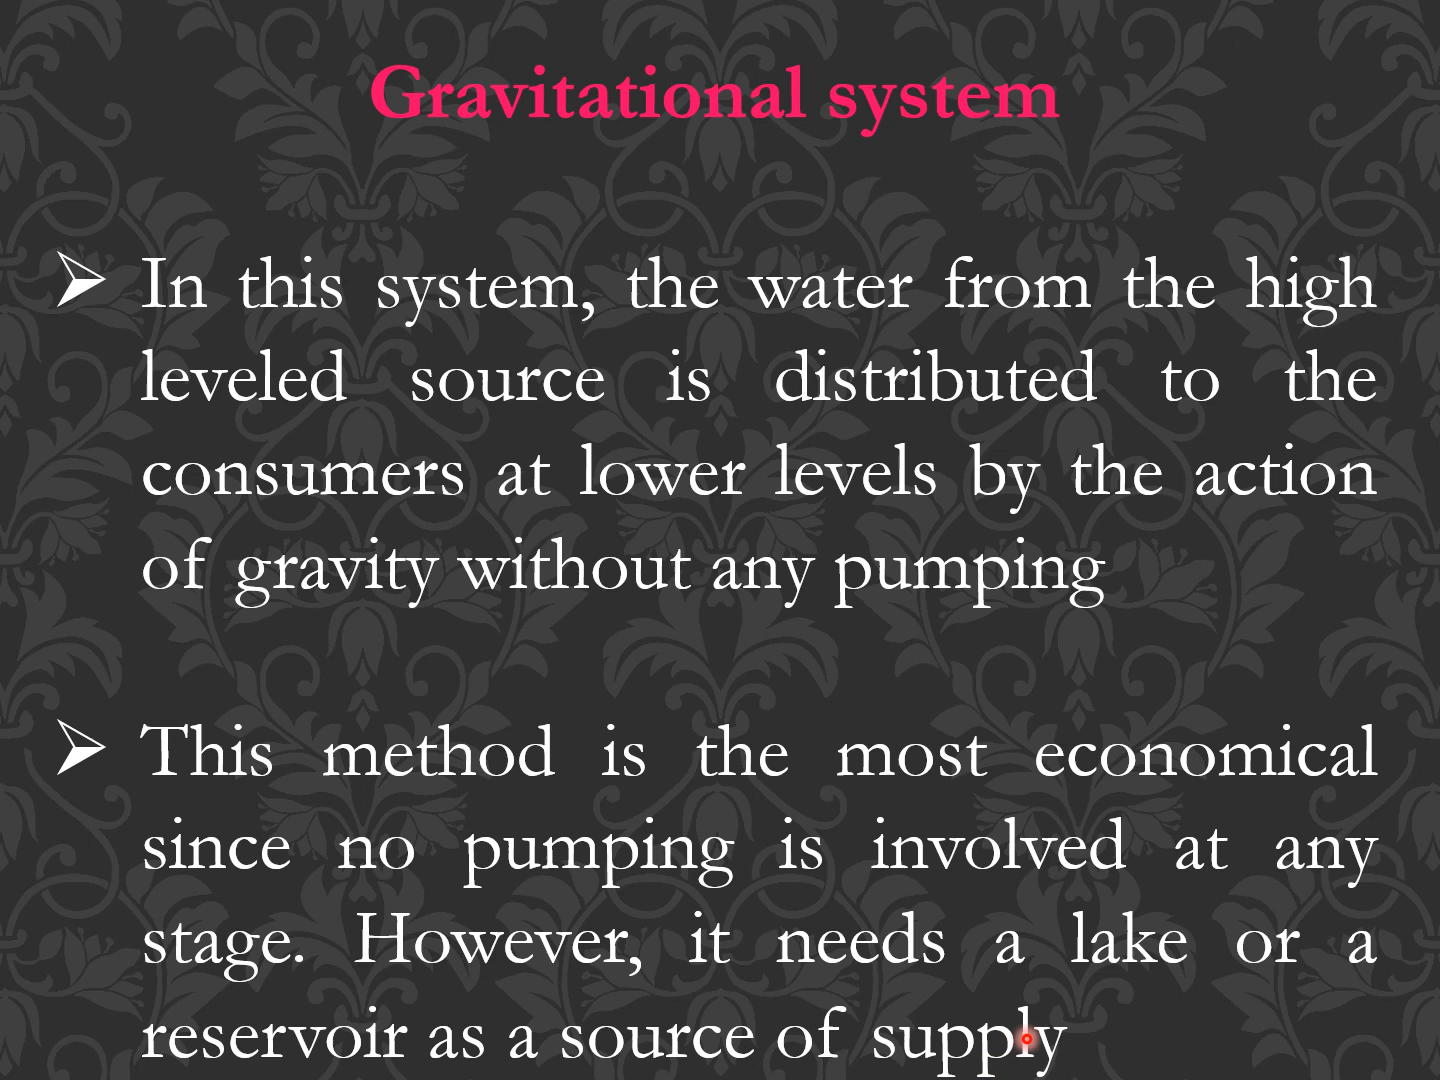 Gravitational system
➢ In this system, the water from the high
leveled source is distributed to the
consumers at lower levels by the action
of gravity without any pumping
➢ This method is the most economical
since no pumping is involved at any
stage. However, it needs a lake or a
reservoir as a source of supply